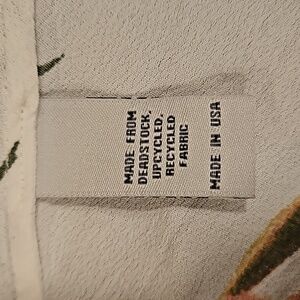 MADE FROM
DEADSTOCK,
UPCYCLED,
RECYCLED
FABRIC
MADE IN USA